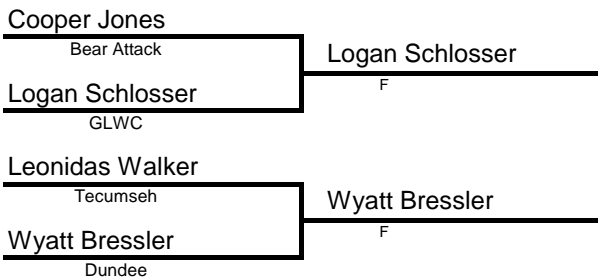 Cooper Jones
Bear Attack
Logan Schlosser
F
Logan Schlosser
GLWC
Leonidas Walker
Tecumseh
Wyatt Bressler
F
Wyatt Bressler
Dundee